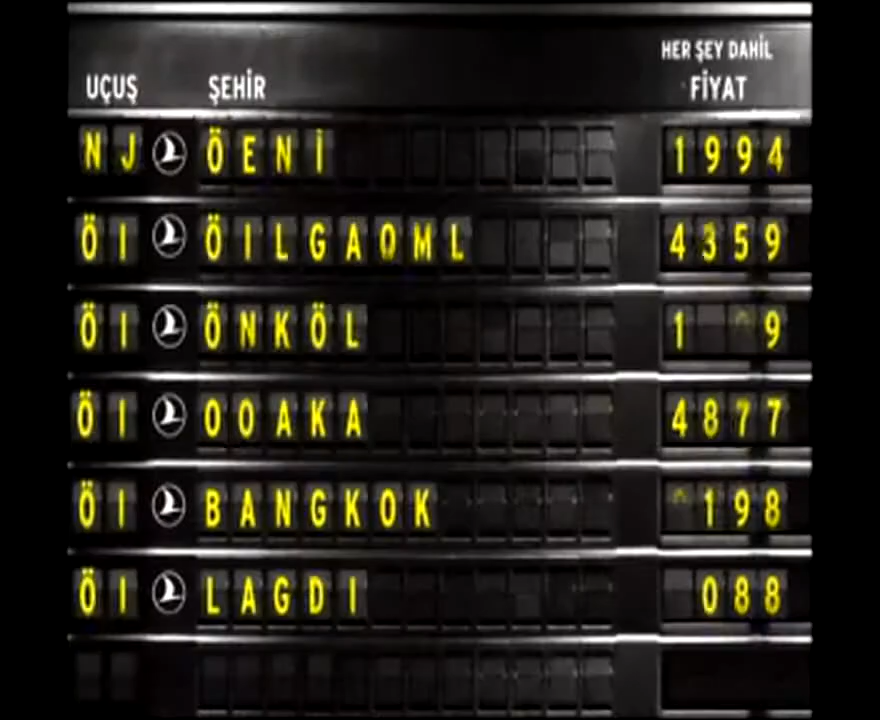 HER ŞEY DAHİL
UÇUŞ ŞEHİR FİYAT
NJ ÖENİ 1994
ÖI ÖILGAOML 4359
ÖI ÖNKÖL 1 9
ÖI OOAKA 4877
ÖI BANGKOK 198
ÖI LAGDI 088